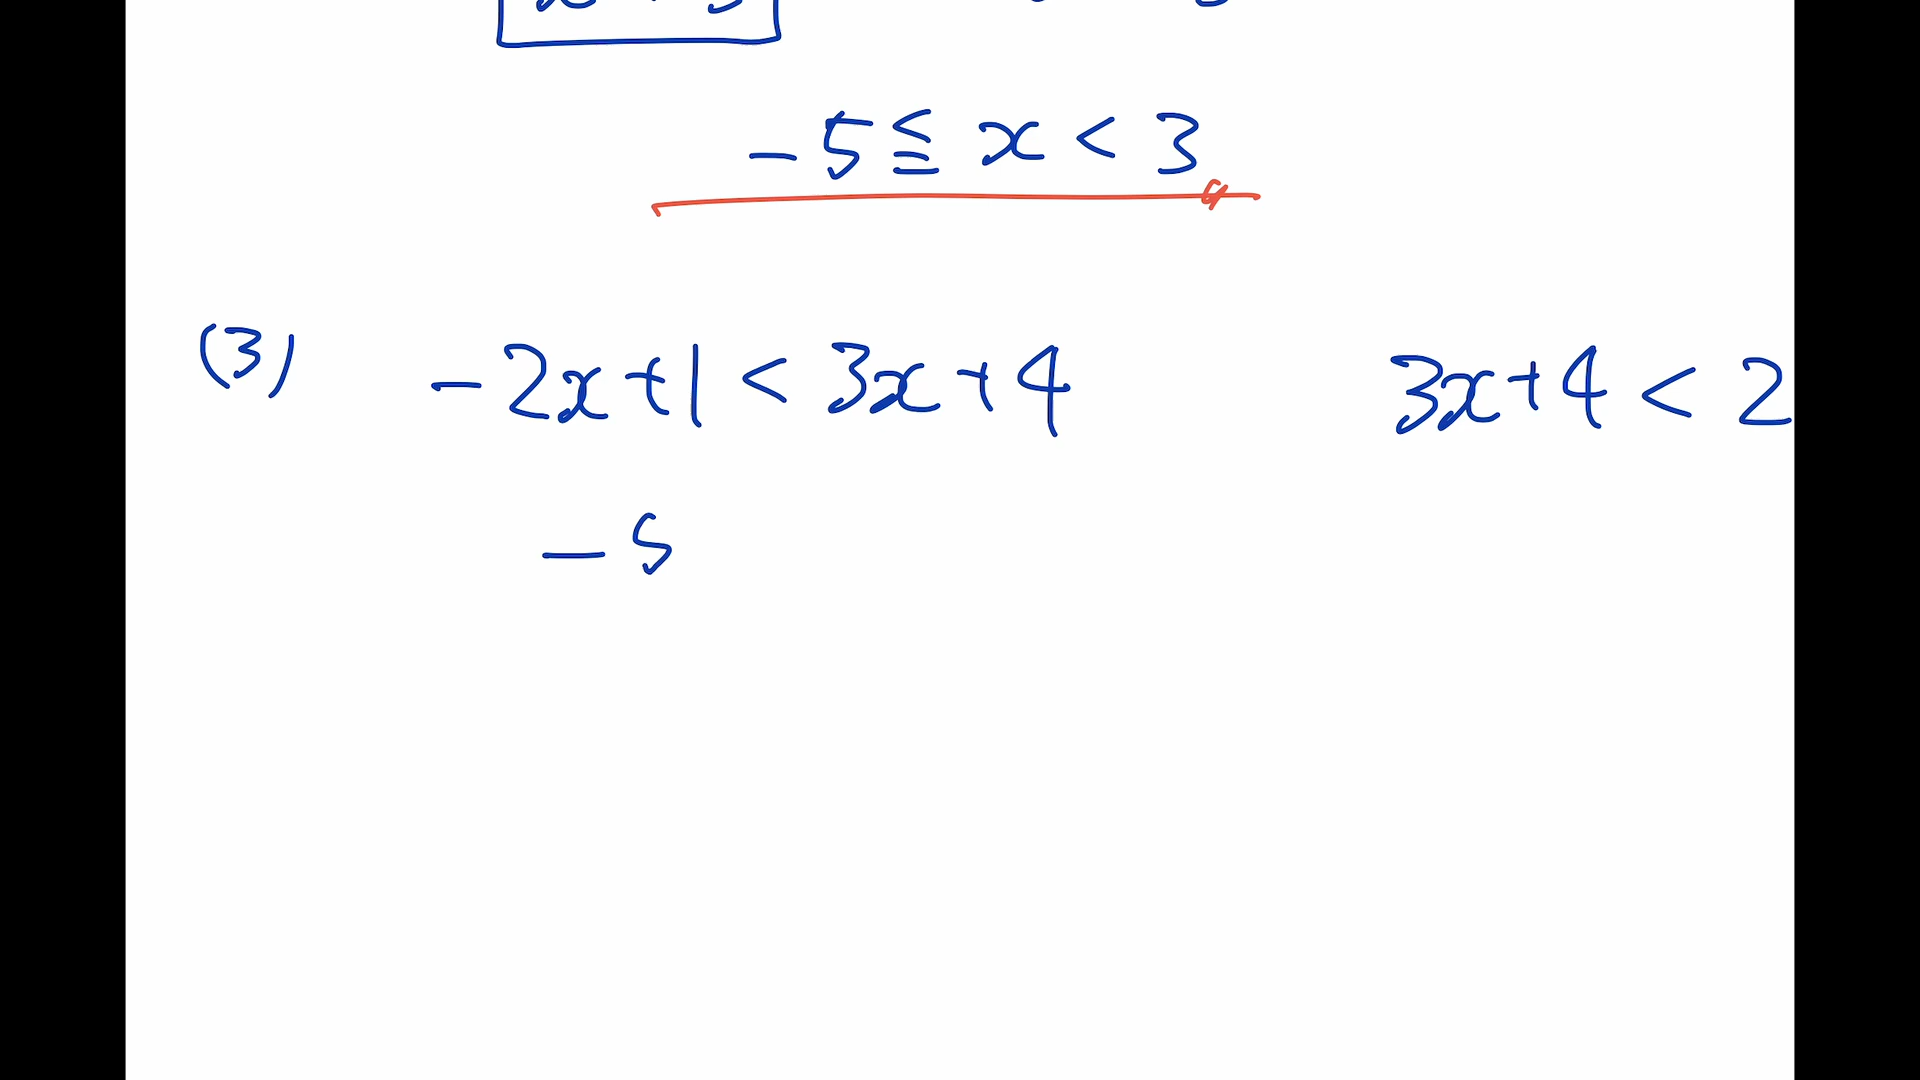 -5 ≦ x < 3
(3) -2x+1 < 3x+4 3x+4 < 2
-5